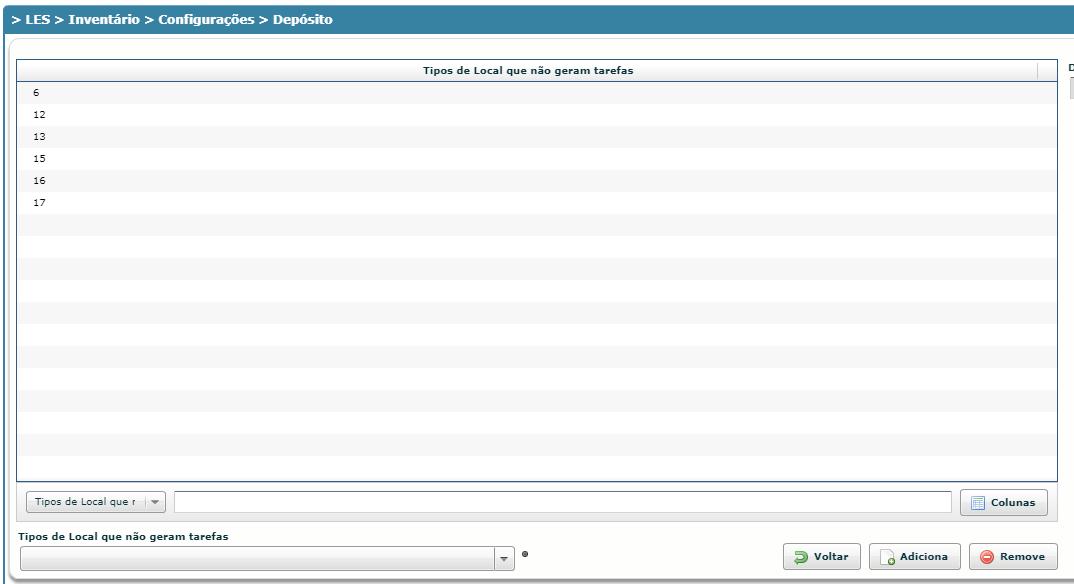 > LES > Inventário > Configurações > Depósito
Tipos de Local que não geram tarefas
D
6
12
13
15
16
17
Tipos de Local que r
Colunas
Tipos de Local que não geram tarefas
Voltar
Adiciona
Remove